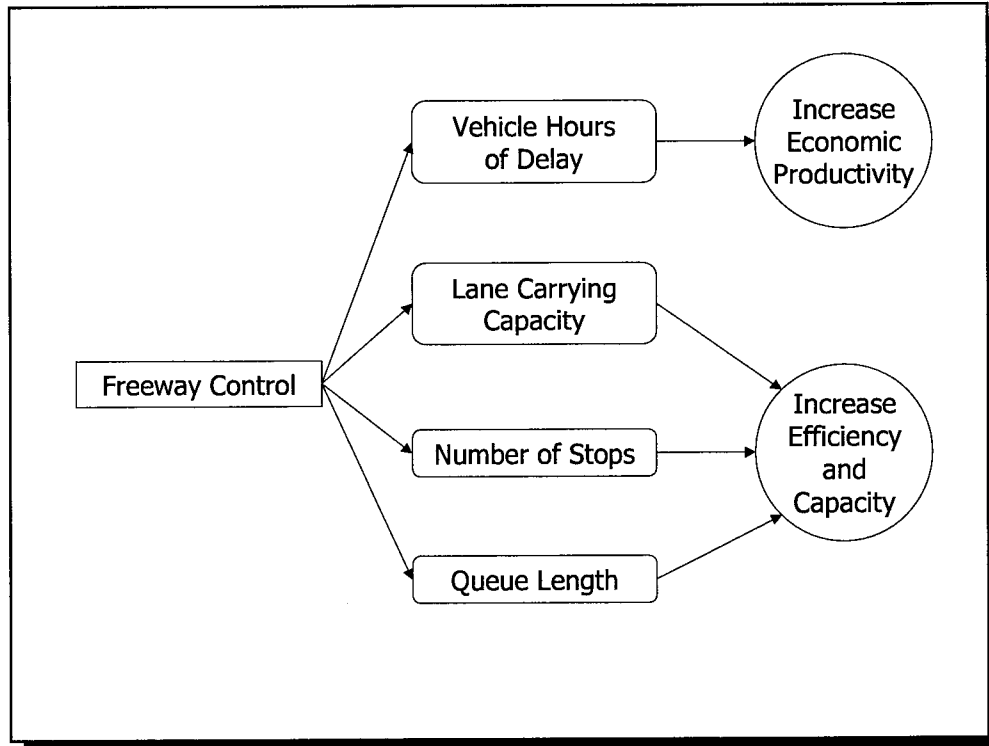 Vehicle Hours
of Delay
Increase
Economic
Productivity
Lane Carrying
Capacity
Freeway Control
Number of Stops
Increase
Efficiency
and
Capacity
Queue Length